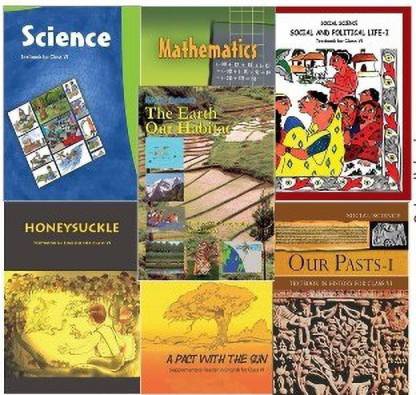 Science
Textbook for Class VI
Mathematics
The Earth
Our Habitat
SOCIAL SCIENCE
SOCIAL AND POLITICAL LIFE-I
Textbook for Class VI
HONEYSUCKLE
A PACT WITH THE SUN
Supplementary Reader in English for Class VI
SOCIAL SCIENCE
OUR PASTS-I
TEXTBOOK IN HISTORY FOR CLASS VI